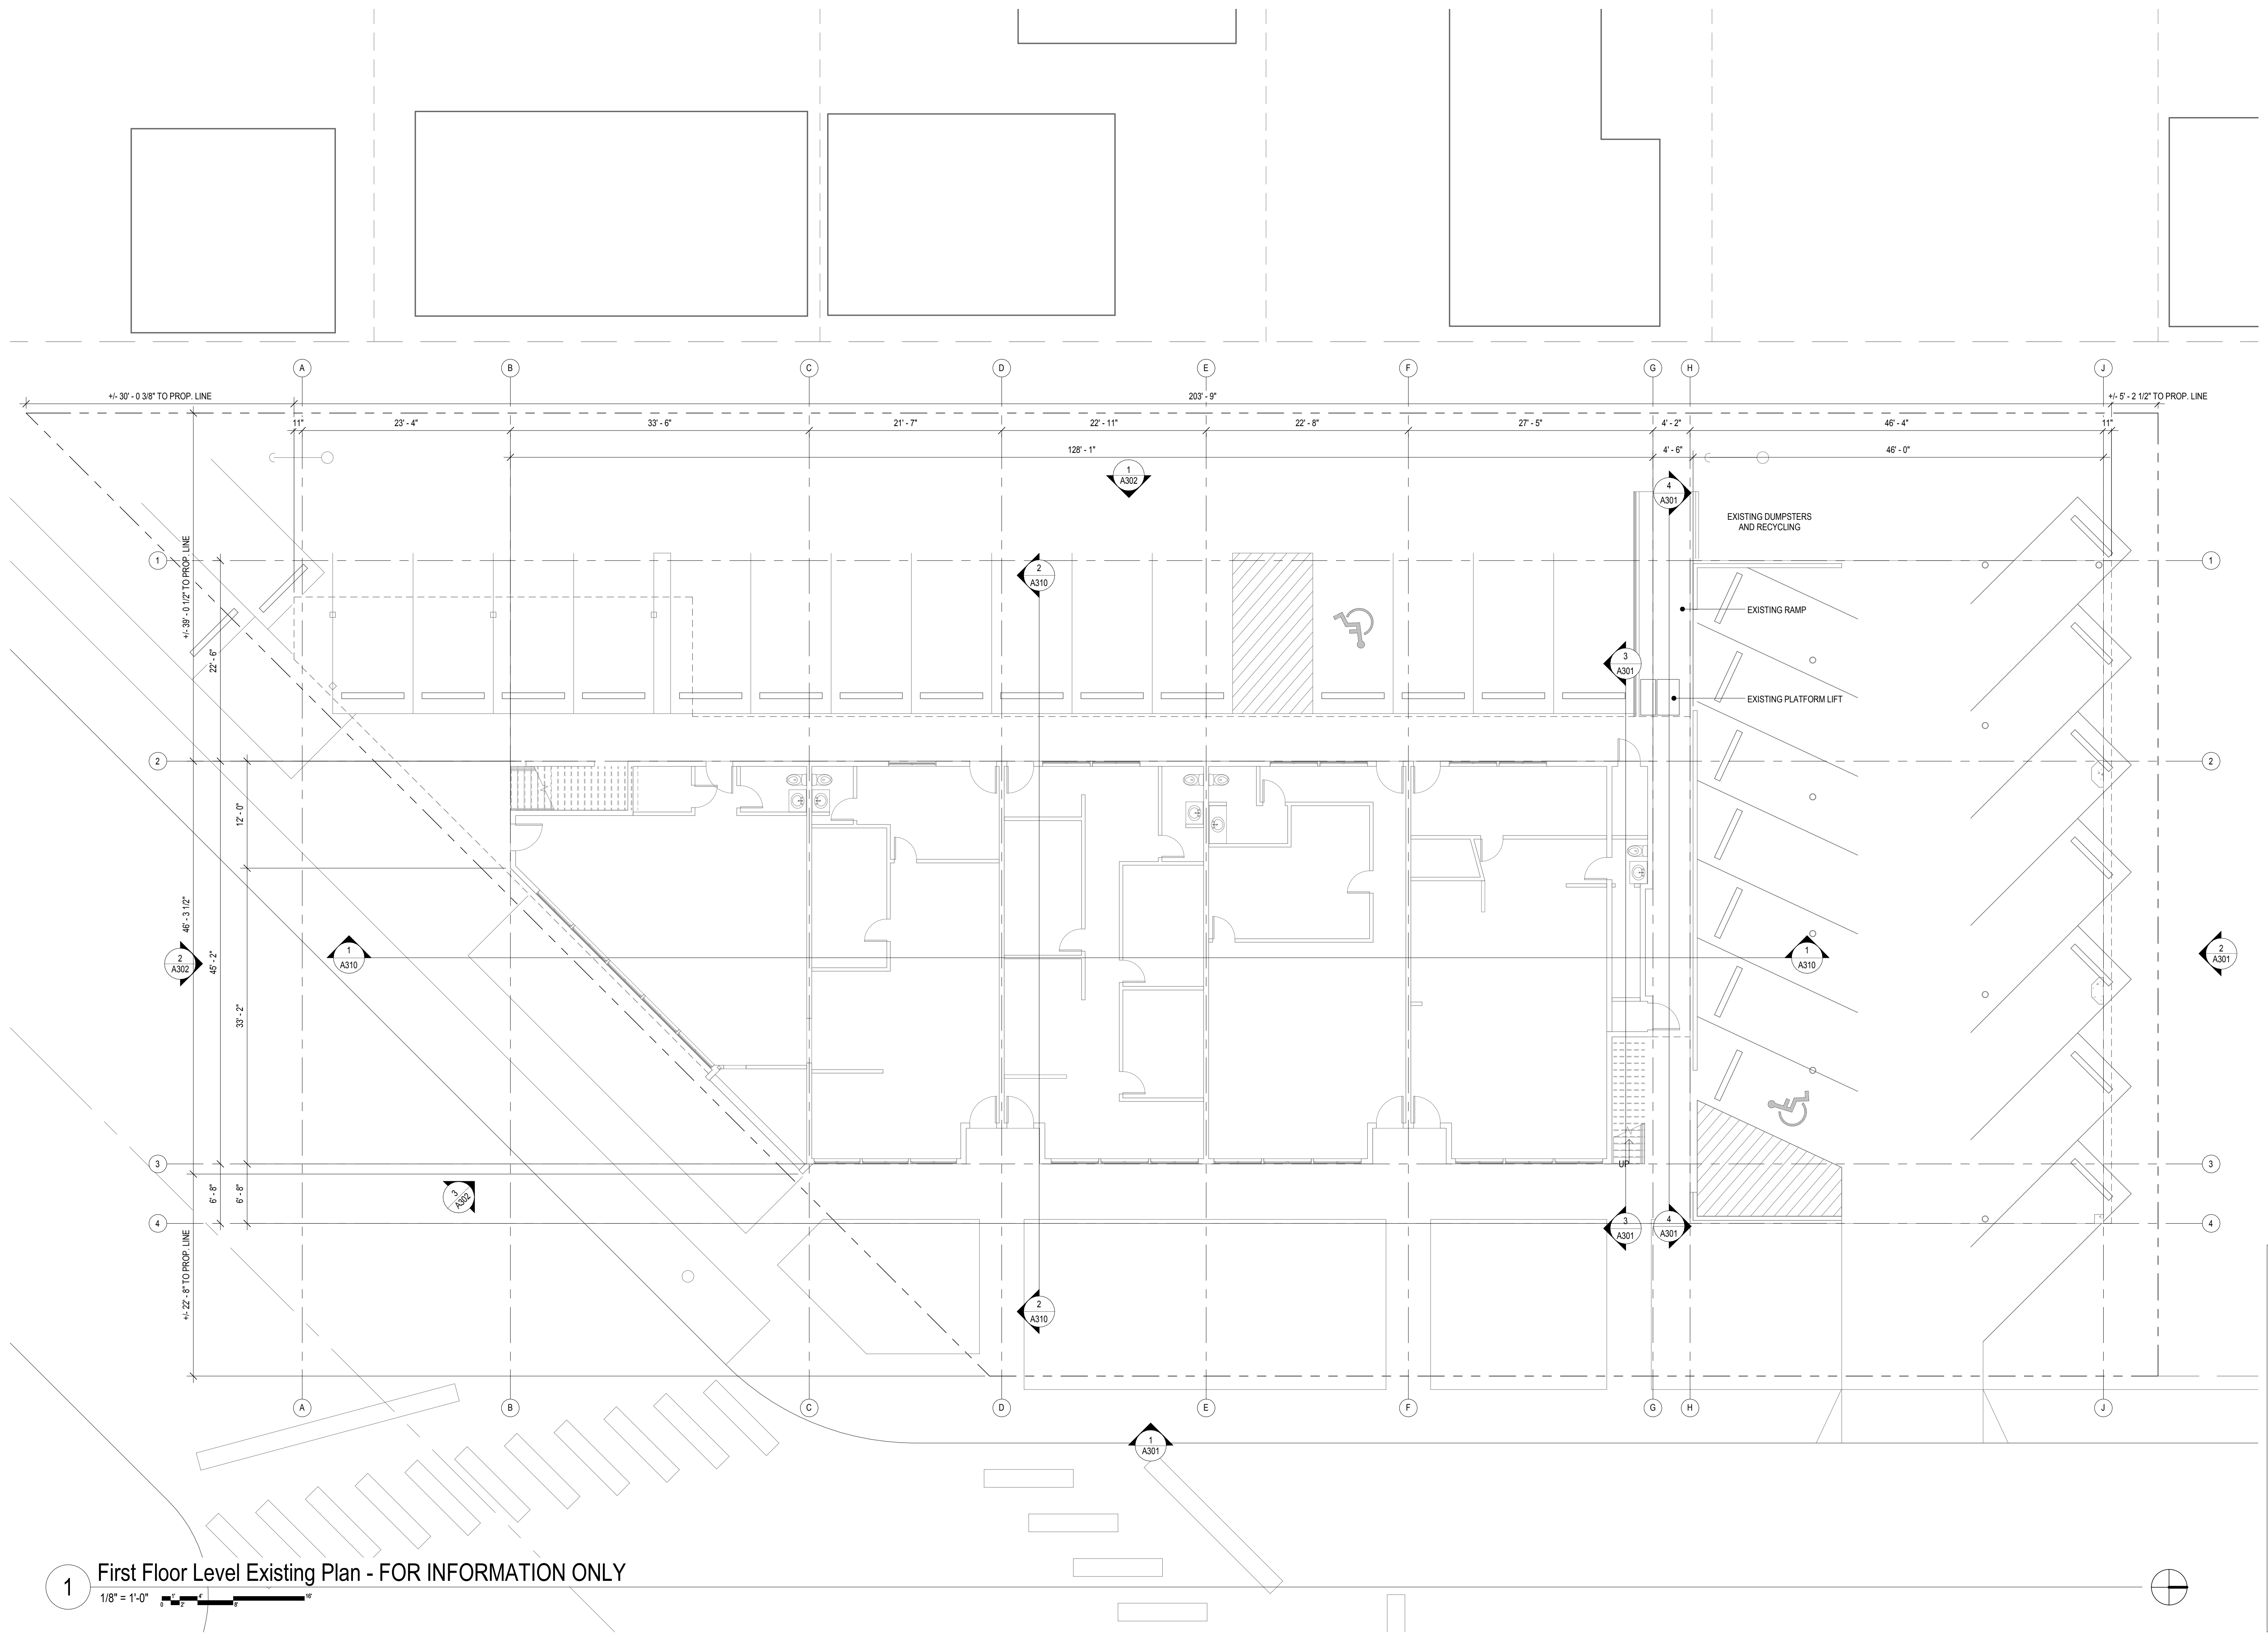 A B C D E F G H J
+/- 30' - 0 3/8" TO PROP. LINE
203' - 9"
+/- 5' - 2 1/2" TO PROP. LINE
11"
23' - 4"
33' - 6"
21' - 7"
22' - 11"
22' - 8"
27' - 5"
4' - 2"
46' - 4"
11"
128' - 1"
4' - 6"
46' - 0"
1
A302
4
A301
EXISTING DUMPSTERS
AND RECYCLING
+/- 39' - 0 1/2" TO PROP. LINE
1
1
2
A310
EXISTING RAMP
22' - 6"
3
A301
EXISTING PLATFORM LIFT
2
2
12' - 0"
46' - 3 1/2"
45' - 2"
33' - 2"
2
A302
1
A310
1
A310
2
A301
3
UP
3
6' - 8"
6' - 8"
3
A302
4
3
A301
4
A301
4
+/- 22' - 8" TO PROP. LINE
2
A310
A B C D E F G H J
1
A301
1
First Floor Level Existing Plan - FOR INFORMATION ONLY
1/8" = 1'-0"
0 1' 2' 4' 8' 16'